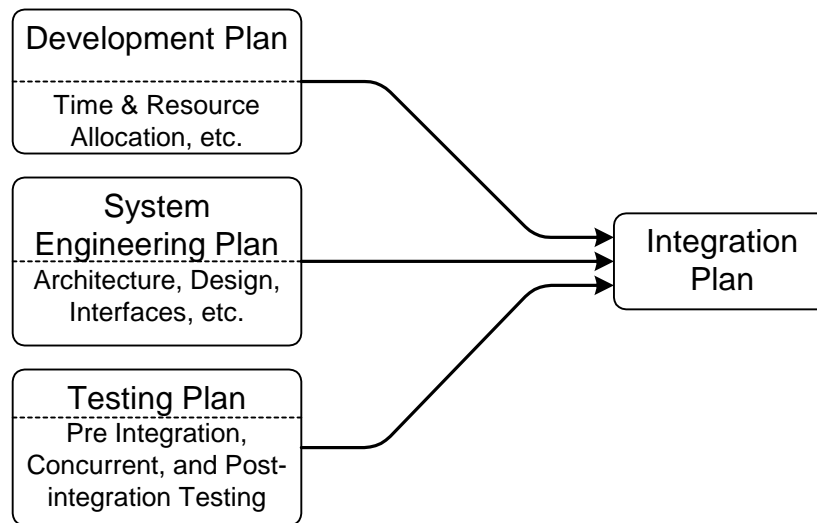 Development Plan
Time & Resource
Allocation, etc.
System
Engineering Plan
Architecture, Design,
Interfaces, etc.
Testing Plan
Pre Integration,
Concurrent, and Post-
integration Testing
Integration
Plan